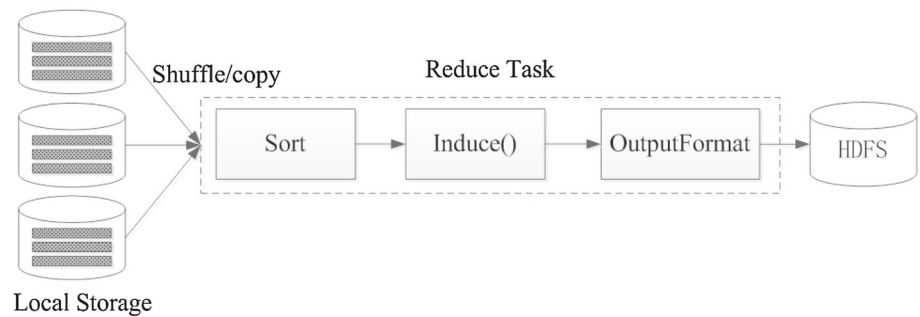 Shuffle/copy
Reduce Task
Sort
Induce()
OutputFormat
HDFS
Local Storage